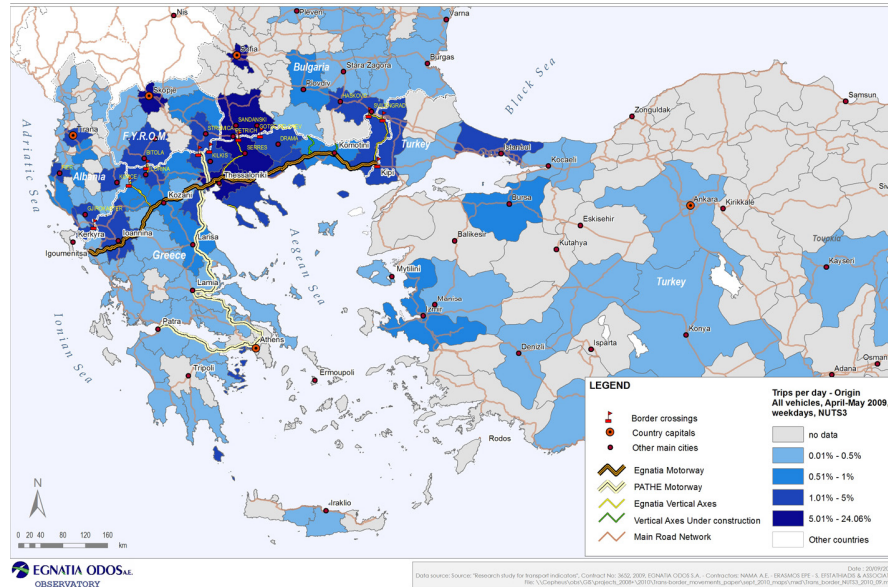 Nis
Pleven
Varna
Sofia
Stara Zagora
Burgas
Bulgaria
Plovdiv
Skopje
HASKOVO
Black Sea
Samsun
Zonguldak
SANDANSKI
PETRICH
F.Y.R.O.M.
Tirana
DRAMA
Turkey
Istanbul
BITOLA
KILKIS
SERRES
Komotini
Kocaeli
Adriatic Sea
Albania
Thessaloniki
Kipi
Kozani
Bursa
Ankara
Kirikkale
Eskisehir
Kerkyra
Ioannina
Larisa
Balikesir
Kutahya
Igoumenitsa
Greece
Aegean Sea
Mytilini
Turkey
Kayseri
Lamia
Manisa
Izmir
Ionian Sea
Patra
Athens
Konya
Denizli
Isparta
Tripoli
Ermoupoli
Adana
Osman
Rodos
Iraklio
N
0 20 40 80 120 160
km
LEGEND
Border crossings
Country capitals
Other main cities
Egnatia Motorway
PATHE Motorway
Egnatia Vertical Axes
Vertical Axes Under construction
Main Road Network
Trips per day - Origin
All vehicles, April-May 2009,
weekdays, NUTS3
no data
0.01% - 0.5%
0.51% - 1%
1.01% - 5%
5.01% - 24.06%
Other countries
EGNATIA ODOS A.E.
OBSERVATORY